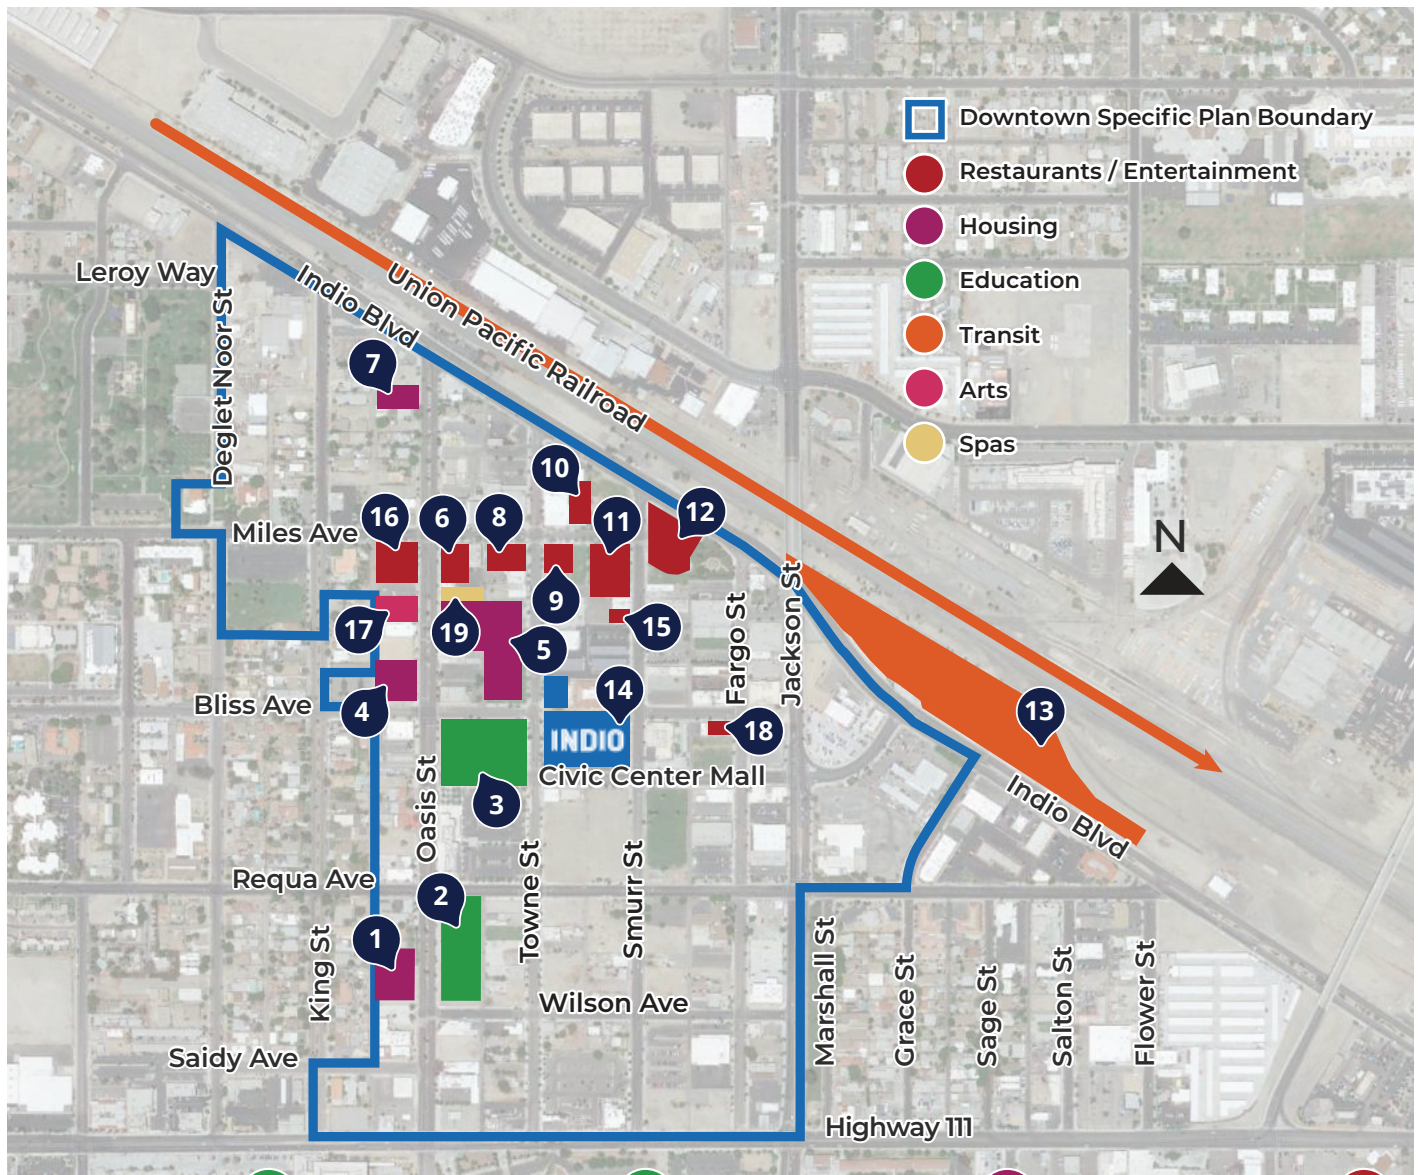 Downtown Specific Plan Boundary
Restaurants / Entertainment
Housing
Education
Transit
Arts
Spas
Leroy Way
Deglet Noor St
Indio Blvd
Union Pacific Railroad
7
10
12
16
6
8
11
Miles Ave
N
9
17
19
15
5
Fargo St
Jackson St
Bliss Ave
4
14
13
18
INDIO
Civic Center Mall
3
Oasis St
Indio Blvd
Requa Ave
2
Towne St
Smurr St
1
King St
Wilson Ave
Marshall St
Grace St
Sage St
Salton St
Flower St
Saidy Ave
Highway 111